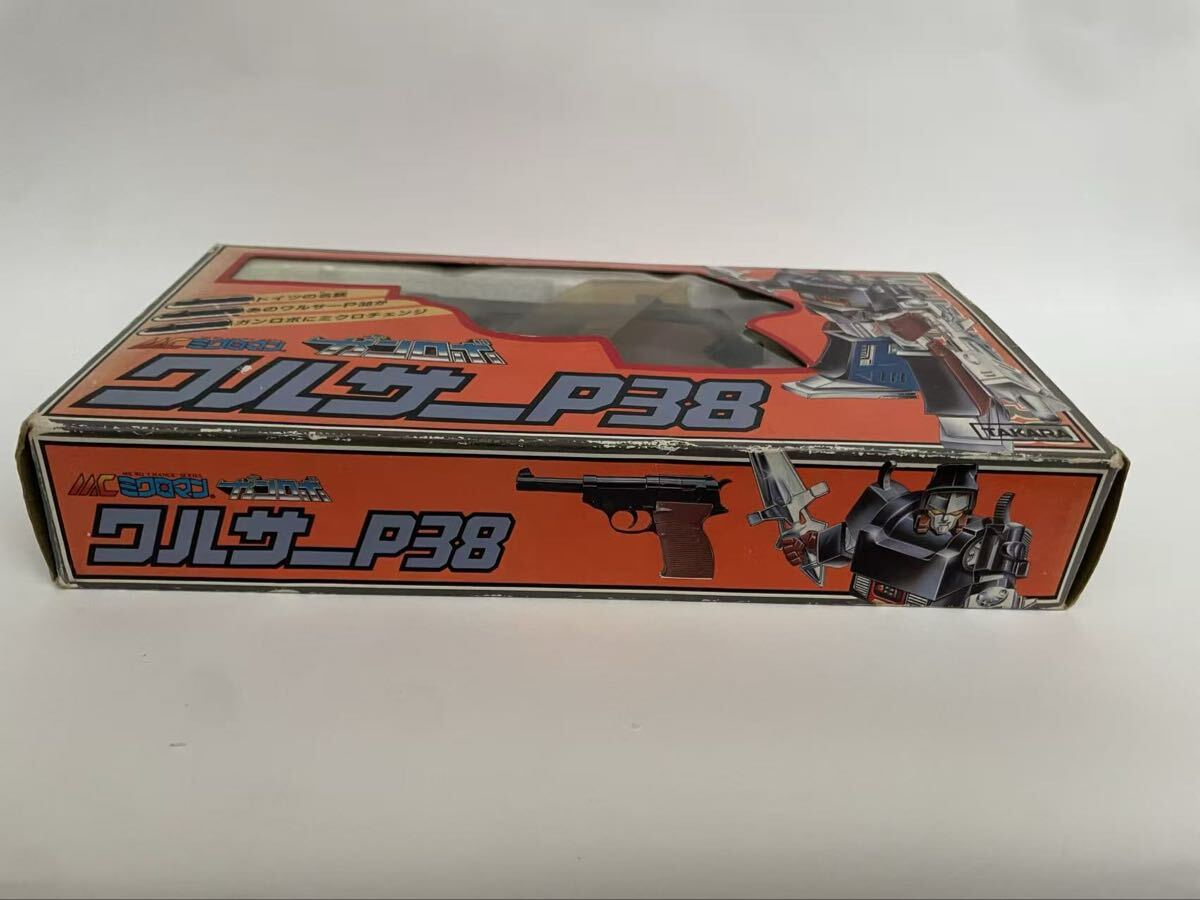 ドイツの名銃
あのワルサーP38が
ガンロボにミクロチェンジ
MC ミクロマン ガンロボ
ワルサーP38
TAKARA
MICRO CHANGE SERIES
MC ミクロマン® ガンロボ
ワルサーP38